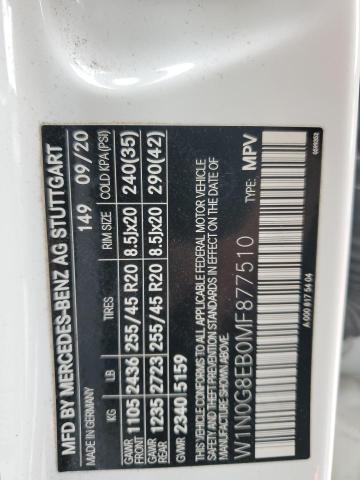 MFD BY MERCEDES-BENZ AG STUTTGART
MADE IN GERMANY 149 09/20
KG LB TIRES RIM SIZE COLD KPA (PSI)
GAWR FRONT 1105 2436 255/45 R20 8.5Jx20 240(35)
GAWR REAR 1235 2723 255/45 R20 8.5Jx20 290(42)
GVWR 2340 5159
THIS VEHICLE CONFORMS TO ALL APPLICABLE FEDERAL MOTOR VEHICLE
SAFETY AND THEFT PREVENTION STANDARDS IN EFFECT ON THE DATE OF
MANUFACTURE SHOWN ABOVE.
W1N0G8EB0MF877510 TYPE: MPV
A 000 817 54 04